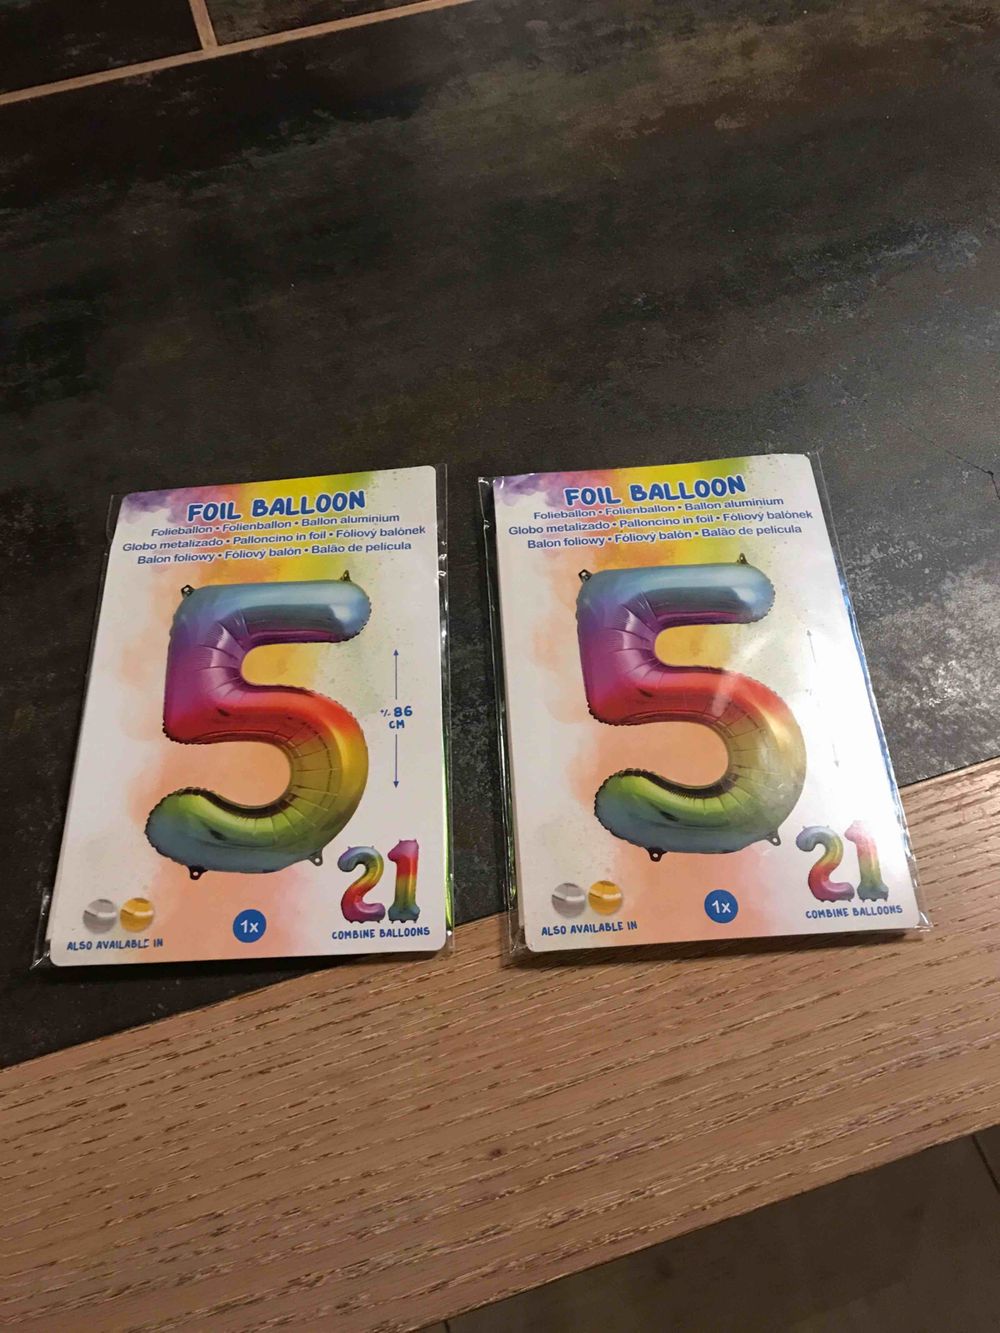 FOIL BALLOON
Folieballon • Folienballon • Ballon aluminium
Globo metalizado • Palloncino in foil • Fóliový balónek
Balon foliowy • Fóliový balón • Balão de película
5
+/- 86
CM
21
1x
ALSO AVAILABLE IN
COMBINE BALLOONS
FOIL BALLOON
Folieballon • Folienballon • Ballon aluminium
Globo metalizado • Palloncino in foil • Fóliový balónek
Balon foliowy • Fóliový balón • Balão de película
5
21
1x
COMBINE BALLOONS
ALSO AVAILABLE IN